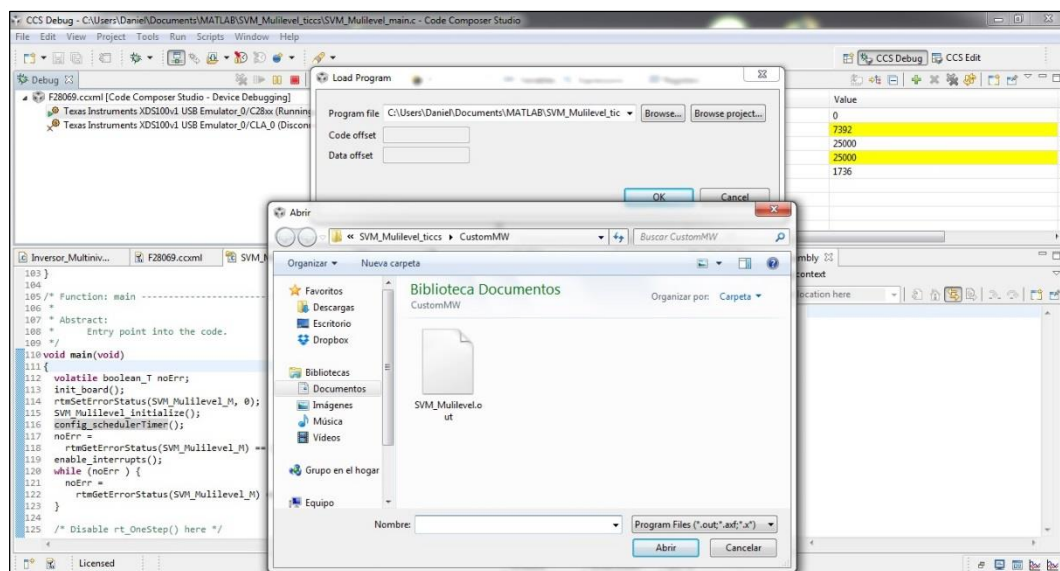 CCS Debug - C:\Users\Daniel\Documents\MATLAB\SVM_Mulilevel_ticcs\SVM_Mulilevel_main.c - Code Composer Studio
File Edit View Project Tools Run Scripts Window Help
CCS Debug CCS Edit
Debug
F28069.ccxml [Code Composer Studio - Device Debugging]
Texas Instruments XDS100v1 USB Emulator_0/C28xx (Running
Texas Instruments XDS100v1 USB Emulator_0/CLA_0 (Discon
Load Program
Program file C:\Users\Daniel\Documents\MATLAB\SVM_Mulilevel_tic Browse... Browse project...
Code offset
Data offset
OK Cancel
Value
0
7392
25000
25000
1736
Abrir
« SVM_Mulilevel_ticcs CustomMW
Buscar CustomMW
Organizar Nueva carpeta
Favoritos
Descargas
Escritorio
Dropbox
Bibliotecas
Documentos
Imágenes
Música
Vídeos
Grupo en el hogar
Equipo
Biblioteca Documentos
CustomMW
Organizar por: Carpeta
SVM_Mulilevel.o
ut
Nombre:
Program Files (*.out;*.axf;*.x*)
Abrir Cancelar
Inversor_Multiniv... F28069.ccxml SVM_M
103 }
104
105 /* Function: main ------------------------
106 *
107 * Abstract:
108 * Entry point into the code.
109 */
110 void main(void)
111 {
112 volatile boolean_T noErr;
113 init_board();
114 rtmSetErrorStatus(SVM_Mulilevel_M, 0);
115 SVM_Mulilevel_initialize();
116 config_schedulerTimer();
117 noErr =
118 rtmGetErrorStatus(SVM_Mulilevel_M) ==
119 enable_interrupts();
120 while (noErr ) {
121 noErr =
122 rtmGetErrorStatus(SVM_Mulilevel_M)
123 }
124
125 /* Disable rt_OneStep() here */
mbly
context
location here
Licensed